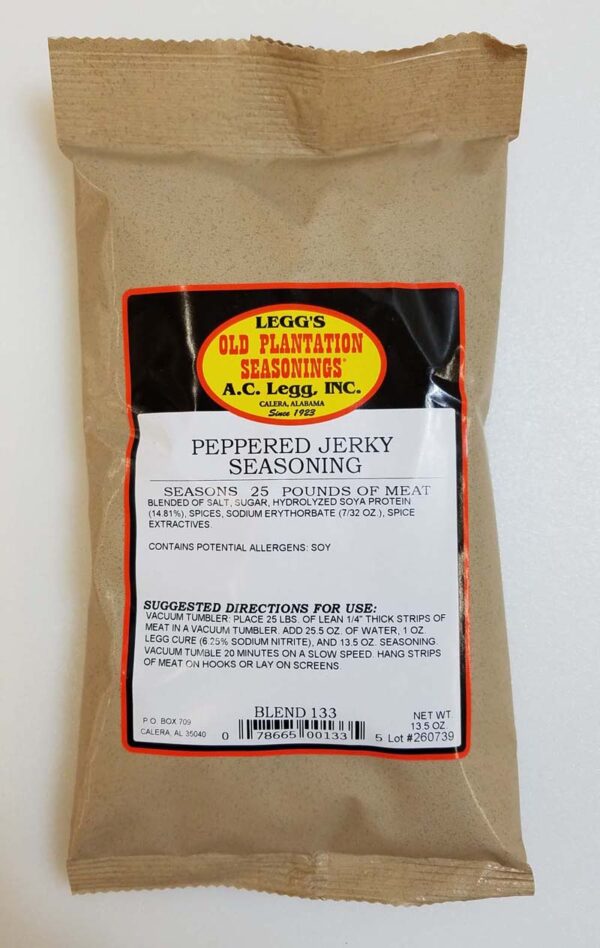 LEGG'S
OLD PLANTATION
SEASONINGS
A.C. Legg, INC.
CALERA, ALABAMA
Since 1923
PEPPERED JERKY
SEASONING
SEASONS 25 POUNDS OF MEAT
BLENDED OF SALT, SUGAR, HYDROLYZED SOYA PROTEIN
(14.81%), SPICES, SODIUM ERYTHORBATE (7/32 OZ.), SPICE
EXTRACTIVES.
CONTAINS POTENTIAL ALLERGENS: SOY
SUGGESTED DIRECTIONS FOR USE:
VACUUM TUMBLER: PLACE 25 LBS. OF LEAN 1/4" THICK STRIPS OF
MEAT IN A VACUUM TUMBLER. ADD 25.5 OZ. OF WATER, 1 OZ.
LEGG CURE (6.25% SODIUM NITRITE), AND 13.5 OZ. SEASONING.
VACUUM TUMBLE 20 MINUTES ON A SLOW SPEED. HANG STRIPS
OF MEAT ON HOOKS OR LAY ON SCREENS.
BLEND 133
P.O. BOX 709
CALERA, AL 35040
0 78665 00133 5
NET WT.
13.5 OZ.
Lot #260739